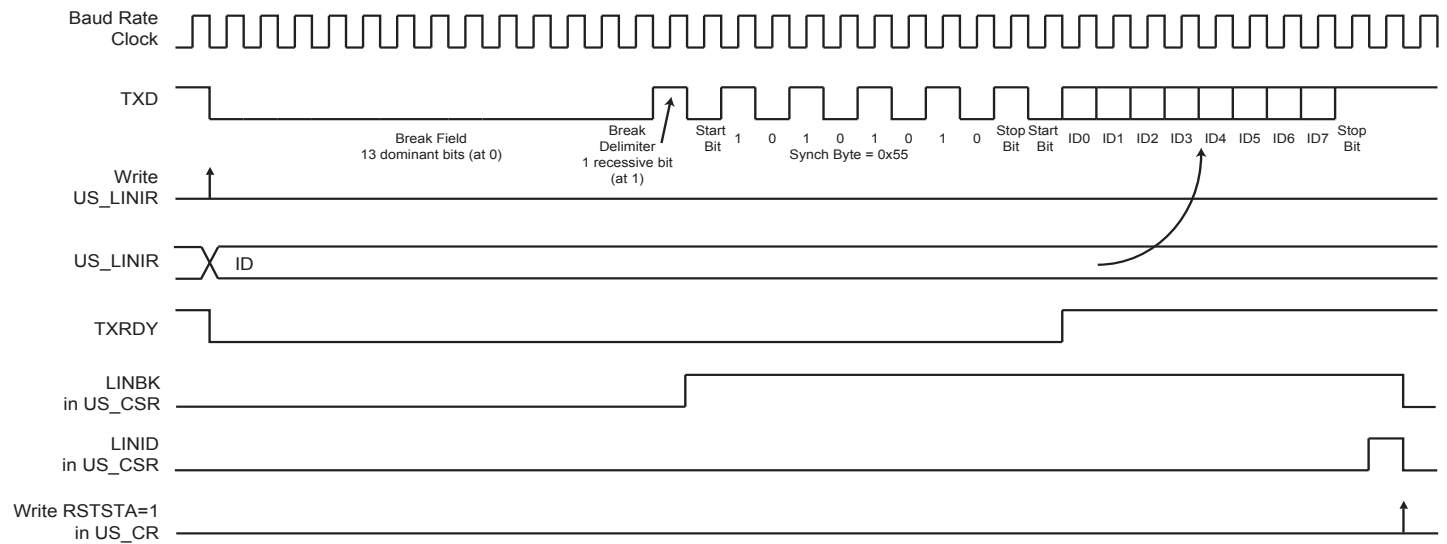 Baud Rate
Clock
TXD
Break Field
13 dominant bits (at 0)
Break
Delimiter
1 recessive bit
(at 1)
Start
Bit
1 0 1 0 1 0 1 0
Synch Byte = 0x55
Stop
Bit
Start
Bit
ID0 ID1 ID2 ID3 ID4 ID5 ID6 ID7
Stop
Bit
Write
US_LINIR
US_LINIR
ID
TXRDY
LINBK
in US_CSR
LINID
in US_CSR
Write RSTSTA=1
in US_CR